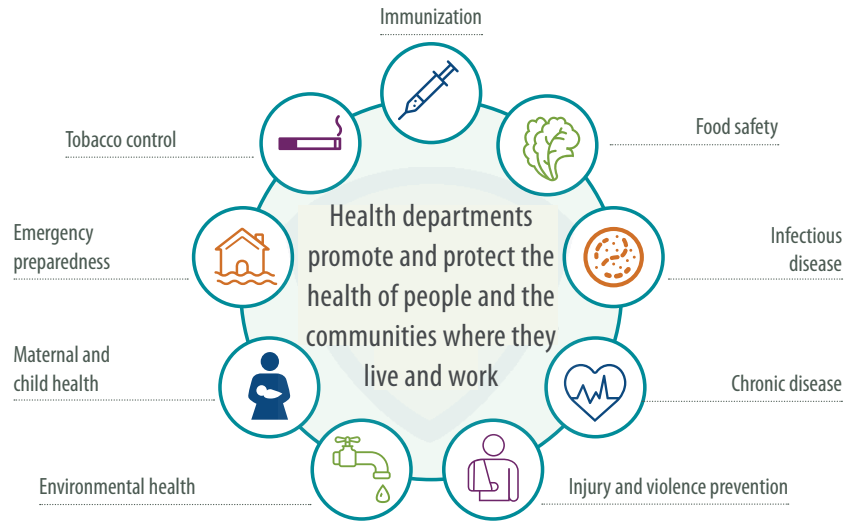 Immunization
Tobacco control
Food safety
Emergency
preparedness
Health departments
promote and protect the
health of people and the
communities where they
live and work
Infectious
disease
Maternal and
child health
Chronic disease
Environmental health
Injury and violence prevention